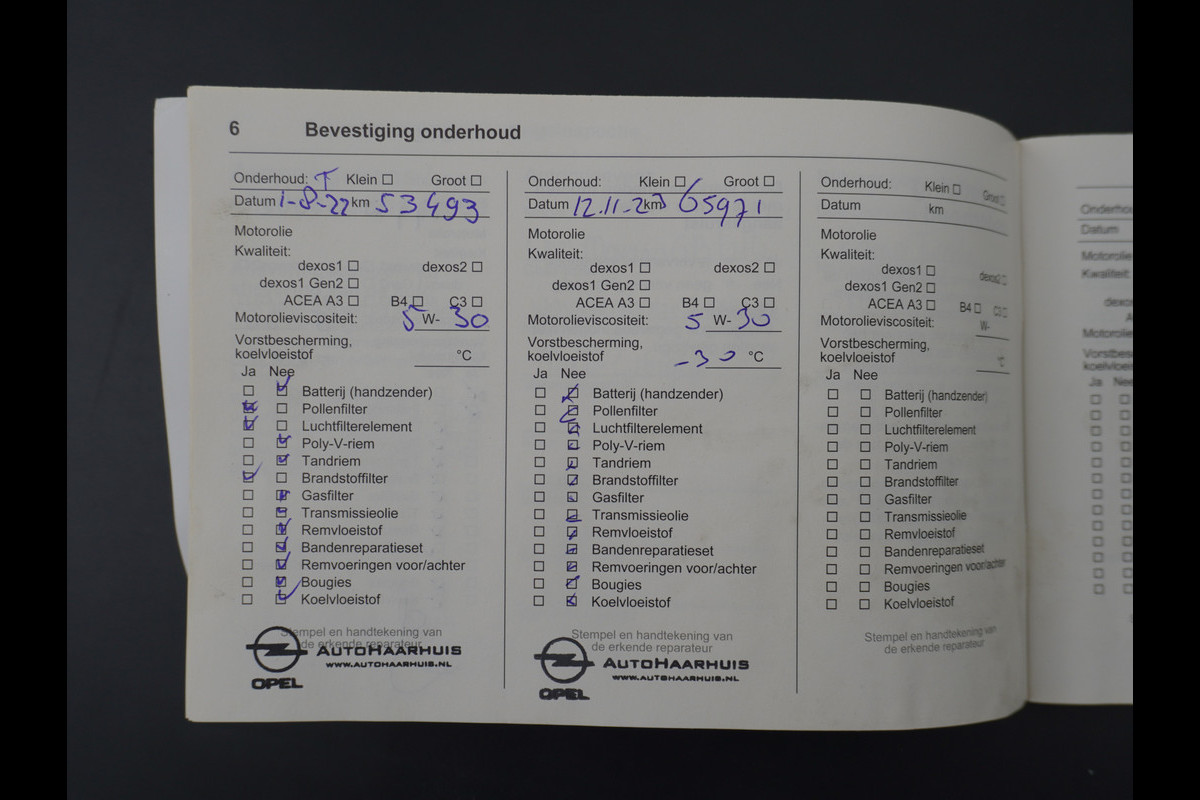 6 Bevestiging onderhoud
Onderhoud: T Klein ☐ Groot ☐
Datum 1-8-22 km 53493
Motorolie
Kwaliteit:
dexos1 ☐ dexos2 ☐
dexos1 Gen2 ☐
ACEA A3 ☐ B4 ☐ C3 ☐
Motorolieviscositeit: 5 W- 30
Vorstbescherming,
koelvloeistof °C
Ja Nee
Batterij (handzender)
Pollenfilter
Luchtfilterelement
Poly-V-riem
Tandriem
Brandstoffilter
Gasfilter
Transmissieolie
Remvloeistof
Bandenreparatieset
Remvoeringen voor/achter
Bougies
Koelvloeistof
Stempel en handtekening van
de erkende reparateur
AUTOHAARHUIS
WWW.AUTOHAARHUIS.NL
OPEL
Onderhoud: Klein ☐ Groot ☐
Datum 12.11-2 km 65971
Motorolie
Kwaliteit:
dexos1 ☐ dexos2 ☐
dexos1 Gen2 ☐
ACEA A3 ☐ B4 ☐ C3 ☐
Motorolieviscositeit: 5 W- 30
Vorstbescherming,
koelvloeistof -30 °C
Ja Nee
Batterij (handzender)
Pollenfilter
Luchtfilterelement
Poly-V-riem
Tandriem
Brandstoffilter
Gasfilter
Transmissieolie
Remvloeistof
Bandenreparatieset
Remvoeringen voor/achter
Bougies
Koelvloeistof
Stempel en handtekening van
de erkende reparateur
AUTOHAARHUIS
WWW.AUTOHAARHUIS.NL
OPEL
Onderhoud: Klein ☐ Groot ☐
Datum km
Motorolie
Kwaliteit:
dexos1 ☐ dexos2 ☐
dexos1 Gen2 ☐
ACEA A3 ☐ B4 ☐ C3 ☐
Motorolieviscositeit: W-
Vorstbescherming,
koelvloeistof °C
Ja Nee
Batterij (handzender)
Pollenfilter
Luchtfilterelement
Poly-V-riem
Tandriem
Brandstoffilter
Gasfilter
Transmissieolie
Remvloeistof
Bandenreparatieset
Remvoeringen voor/achter
Bougies
Koelvloeistof
Stempel en handtekening van
de erkende reparateur
Datum
Ja